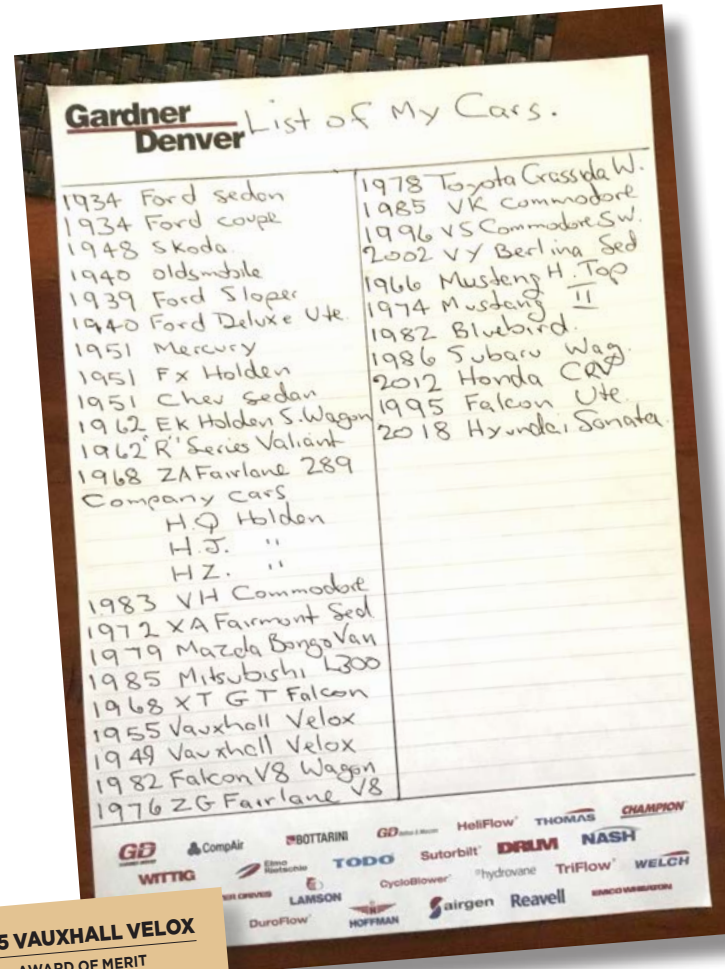 Gardner
Denver
List of My Cars.
1934 Ford Sedan
1934 Ford coupe
1948 Skoda
1940 oldsmobile
1939 Ford Sloper
1940 Ford Deluxe Ute.
1951 Mercury
1951 Fx Holden
1951 Chev Sedan
1962 EK Holden S.Wagon
1962 "R" Series Valiant
1968 ZA Fairlane 289
Company Cars
H.Q Holden
H.J. "
HZ. "
1983 VH Commodore
1972 XA Fairmont Sed
1979 Mazda Bongo Van
1985 Mitsubishi L300
1968 XT GT Falcon
1955 Vauxhall Velox
1949 Vauxhall Velox
1982 Falcon V8 Wagon
1976 ZG Fairlane V8
1978 Toyota Crassida W.
1985 VK Commodore
1996 VS Commodore S.W.
2002 VY Berlina Sed
1966 Mustang H.Top
1974 Mustang II
1982 Bluebird.
1986 Subaru Wag.
2012 Honda CRV
1995 Falcon Ute.
2018 Hyundai Sonata.
GD CompAir BOTTARINI GD HeliFlow THOMAS CHAMPION
WITTIG Elmo Rietschle TODO Sutorbilt DRUM NASH
ER DRIVES LAMSON CycloBlower hydrovane TriFlow WELCH
DuroFlow HOFFMAN airgen Reavell EMCO WHEATON
5 VAUXHALL VELOX
AWARD OF MERIT